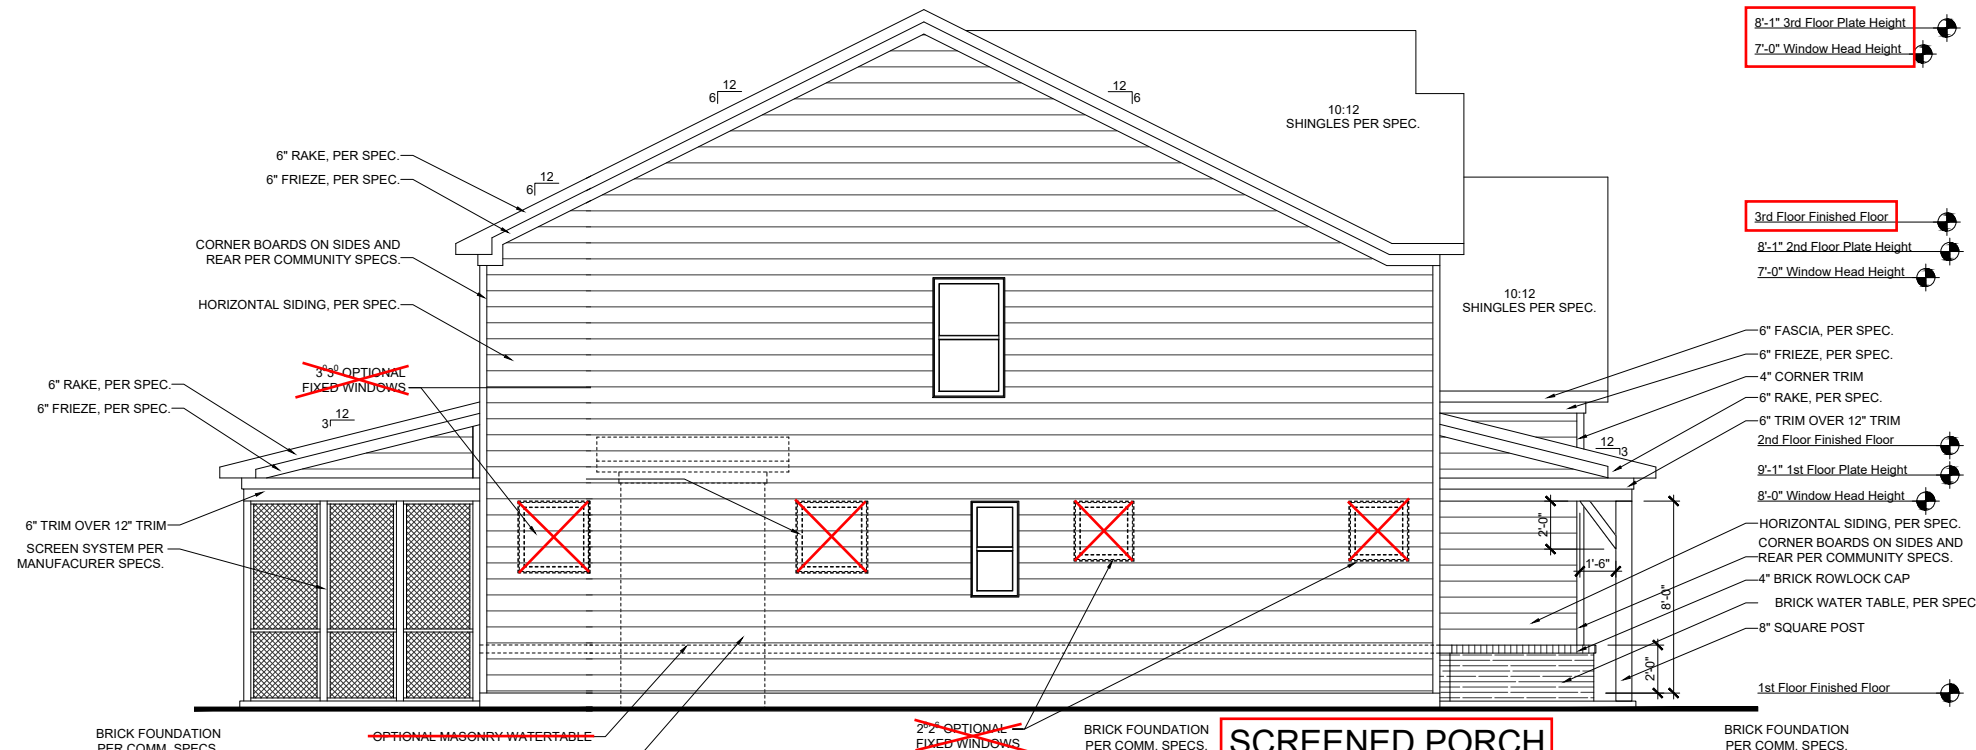 8'-1" 3rd Floor Plate Height
7'-0" Window Head Height
12
6
12
6
10:12
SHINGLES PER SPEC.
6" RAKE, PER SPEC.
6" FRIEZE, PER SPEC.
12
6
3rd Floor Finished Floor
CORNER BOARDS ON SIDES AND
REAR PER COMMUNITY SPECS.
8'-1" 2nd Floor Plate Height
7'-0" Window Head Height
HORIZONTAL SIDING, PER SPEC.
10:12
SHINGLES PER SPEC.
6" FASCIA, PER SPEC.
6" FRIEZE, PER SPEC.
4" CORNER TRIM
6" RAKE, PER SPEC.
6" TRIM OVER 12" TRIM
3⁰3⁰ OPTIONAL
FIXED WINDOWS
6" RAKE, PER SPEC.
6" FRIEZE, PER SPEC.
12
3
12
3
2nd Floor Finished Floor
9'-1" 1st Floor Plate Height
8'-0" Window Head Height
6" TRIM OVER 12" TRIM
SCREEN SYSTEM PER
MANUFACURER SPECS.
2'-0"
1'-6"
8'-0"
2'-0"
HORIZONTAL SIDING, PER SPEC.
CORNER BOARDS ON SIDES AND
REAR PER COMMUNITY SPECS.
4" BRICK ROWLOCK CAP
BRICK WATER TABLE, PER SPEC
8" SQUARE POST
1st Floor Finished Floor
BRICK FOUNDATION
PER COMM. SPECS.
OPTIONAL MASONRY WATERTABLE
2⁶2⁶ OPTIONAL
FIXED WINDOWS
BRICK FOUNDATION
PER COMM. SPECS.
SCREENED PORCH
BRICK FOUNDATION
PER COMM. SPECS.